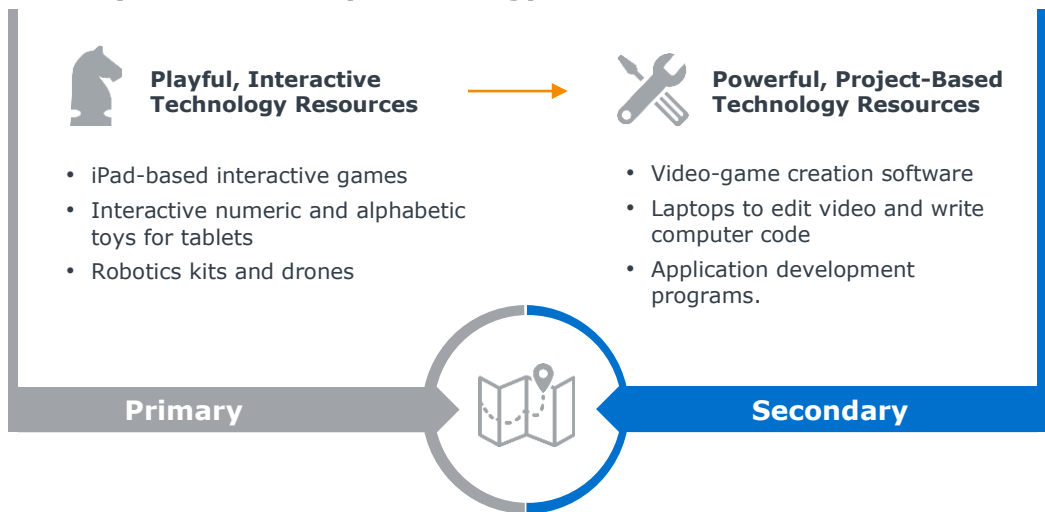 Playful, Interactive
Technology Resources
• iPad-based interactive games
• Interactive numeric and alphabetic
toys for tablets
• Robotics kits and drones
Powerful, Project-Based
Technology Resources
• Video-game creation software
• Laptops to edit video and write
computer code
• Application development
programs.
Primary
Secondary